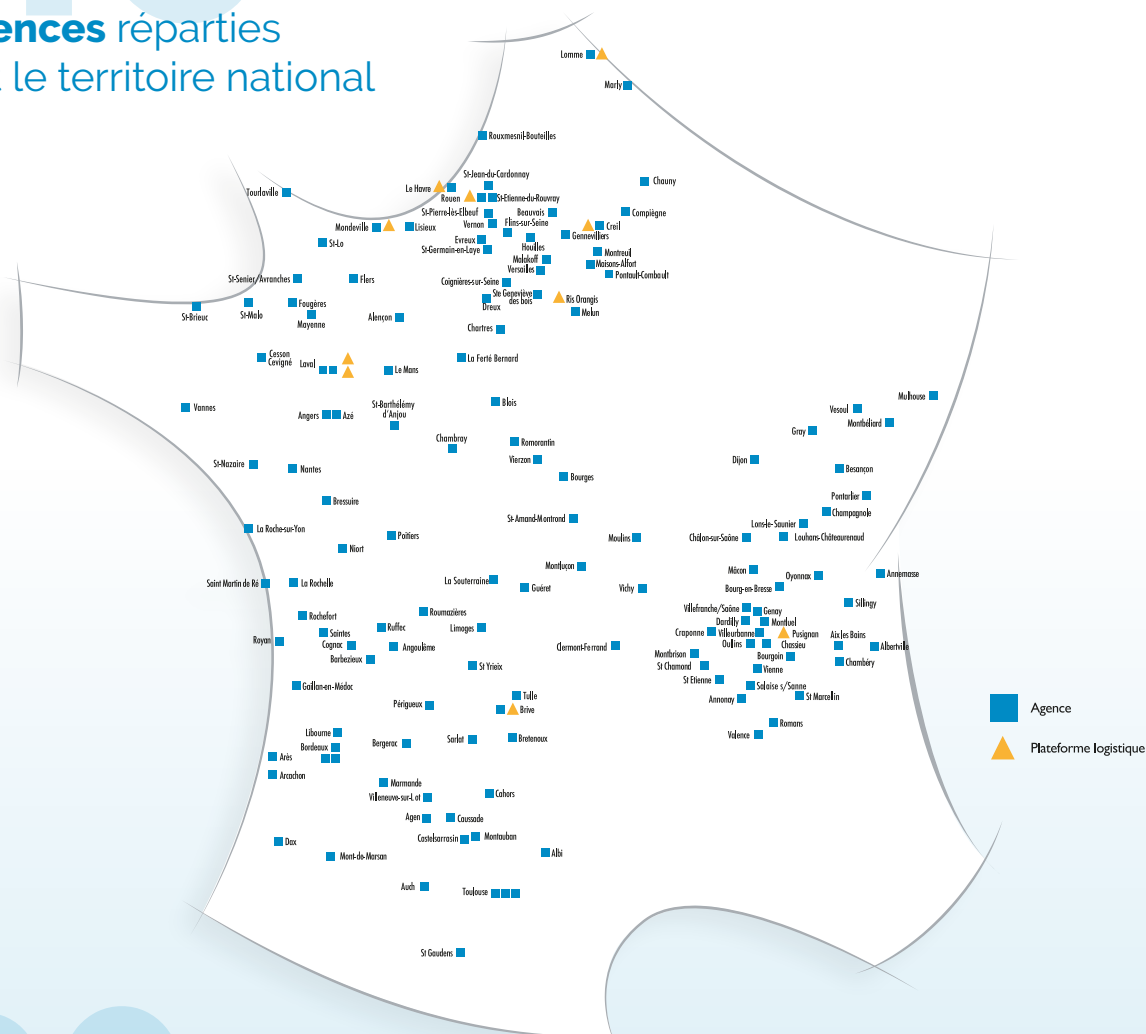 ences réparties
le territoire national
Lomme
Marly
Rouxmesnil-Bouteilles
St-Jean-du-Cardonnay
Chauny
Le Havre
Tourlaville
Rouen
St-Etienne-du-Rouvray
St-Pierre-lès-Elbeuf
Beauvais
Compiègne
Mondeville
Lisieux
Vernon
Flins-sur-Seine
Creil
Gennevilliers
St-Lo
Evreux
St-Germain-en-Laye
Houilles
Montreuil
Malakoff
Maisons-Alfort
Versailles
Pontault-Combault
St-Senier/Avranches
Flers
Coignières-sur-Seine
Ste Geneviève
des bois
Ris Orangis
Dreux
Melun
St-Brieuc
St-Malo
Fougères
Mayenne
Alençon
Chartres
Cesson
Cevigné
Laval
Le Mans
La Ferté Bernard
Vannes
Angers
Azé
St-Barthélémy
d'Anjou
Blois
Mulhouse
Vesoul
Montbéliard
Gray
Chambray
Romorantin
Vierzon
Dijon
St-Nazaire
Nantes
Besançon
Bourges
Pontarlier
Bressuire
Champagnole
St-Amand-Montrond
Lons-le-Saunier
La Roche-sur-Yon
Poitiers
Moulins
Châlon-sur-Saône
Louhans-Châteaurenaud
Niort
Montluçon
Mâcon
Oyonnax
Annemasse
Saint Martin de Ré
La Rochelle
La Souterraine
Guéret
Vichy
Bourg-en-Bresse
Sillingy
Villefranche/Saône
Genay
Rochefort
Roumazières
Dardilly
Montluel
Ruffec
Limoges
Saintes
Craponne
Villeurbanne
Pusignan
Royan
Cognac
Angoulême
Clermont-Ferrand
Oulins
Chassieu
Aix les Bains
Albertville
Barbezieux
Montbrison
Bourgoin
Chambéry
St Yrieix
St Chamond
Vienne
St Etienne
Gaillan-en-Médoc
Salaise s/Sanne
Tulle
Annonay
St Marcellin
Périgueux
Brive
Agence
Romans
Libourne
Valence
Bordeaux
Bergerac
Sarlat
Bretenoux
Plateforme logistique
Arès
Arcachon
Marmande
Villeneuve-sur-Lot
Cahors
Agen
Caussade
Castelsarrasin
Montauban
Dax
Mont-de-Marsan
Albi
Auch
Toulouse
St Gaudens